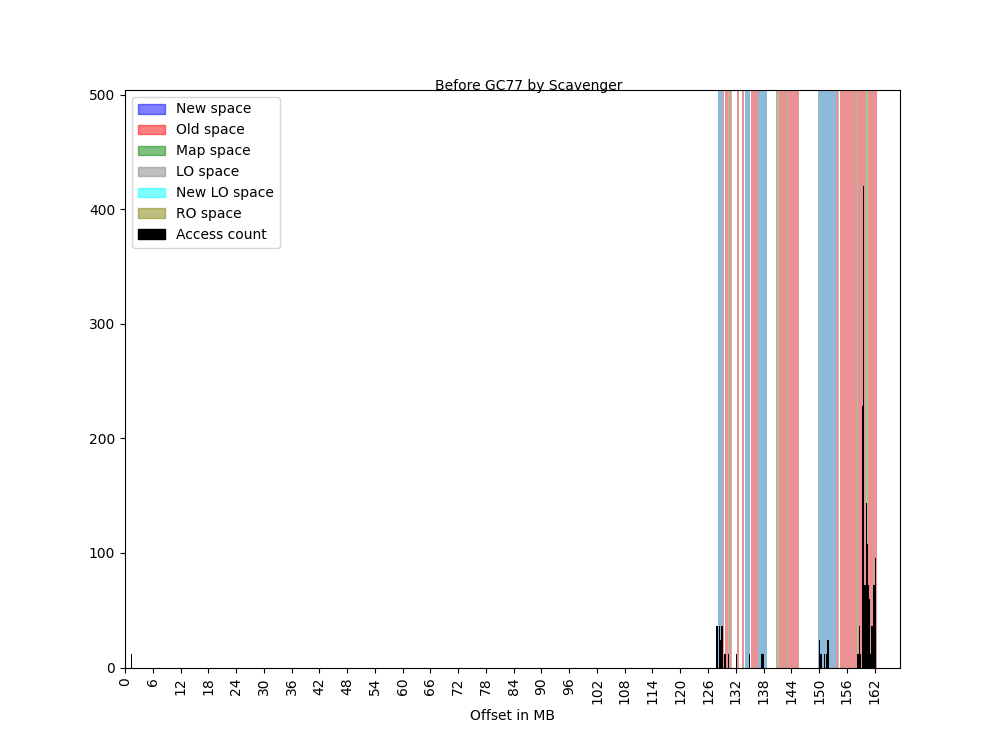 Before GC77 by Scavenger
500
400
300
200
100
0
New space
Old space
Map space
LO space
New LO space
RO space
Access count
0 6 12 18 24 30 36 42 48 54 60 66 72 78 84 90 96 102 108 114 120 126 132 138 144 150 156 162
Offset in MB